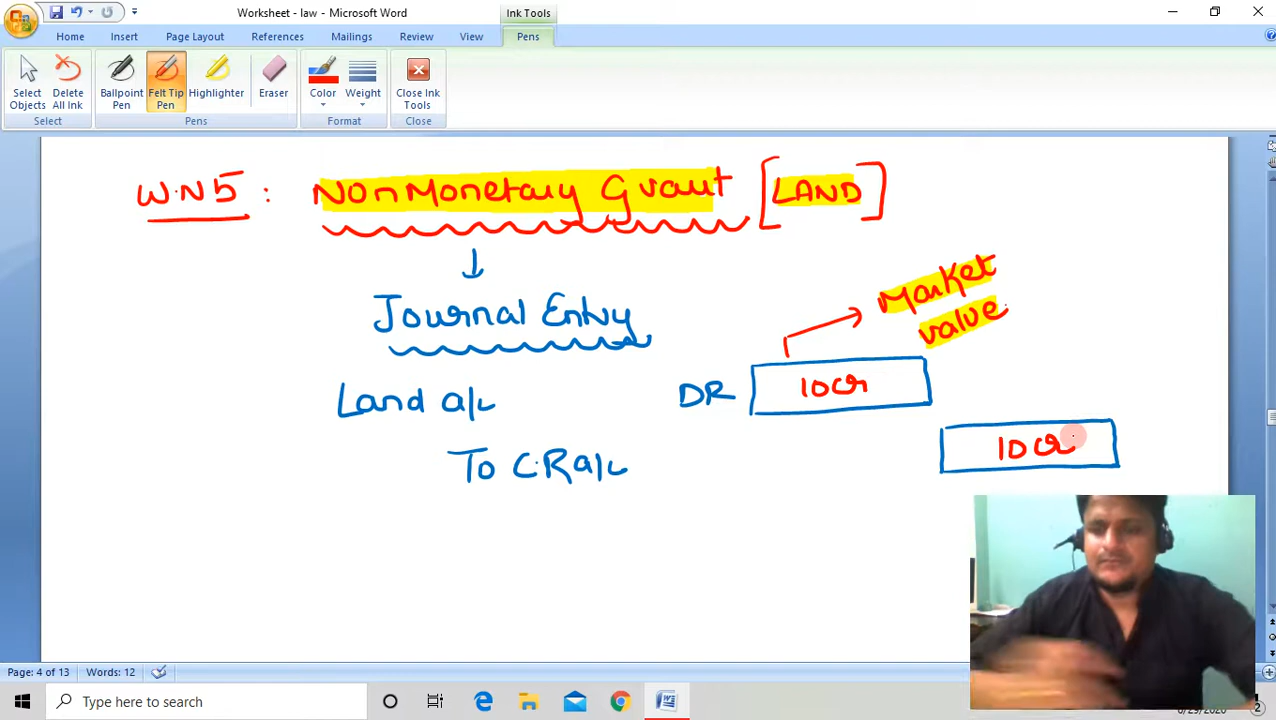 Worksheet - law - Microsoft Word
Ink Tools
Home Insert Page Layout References Mailings Review View Pens
Select Objects
Delete All Ink
Ballpoint Pen
Felt Tip Pen
Highlighter
Eraser
Color
Weight
Close Ink Tools
Select Pens Format Close
W.N 5 : NonMonetary Grant [LAND]
Market value
Journal Entry
Land a/c DR 10cr
To C.R a/c 10cr
Page: 4 of 13 Words: 12
Type here to search